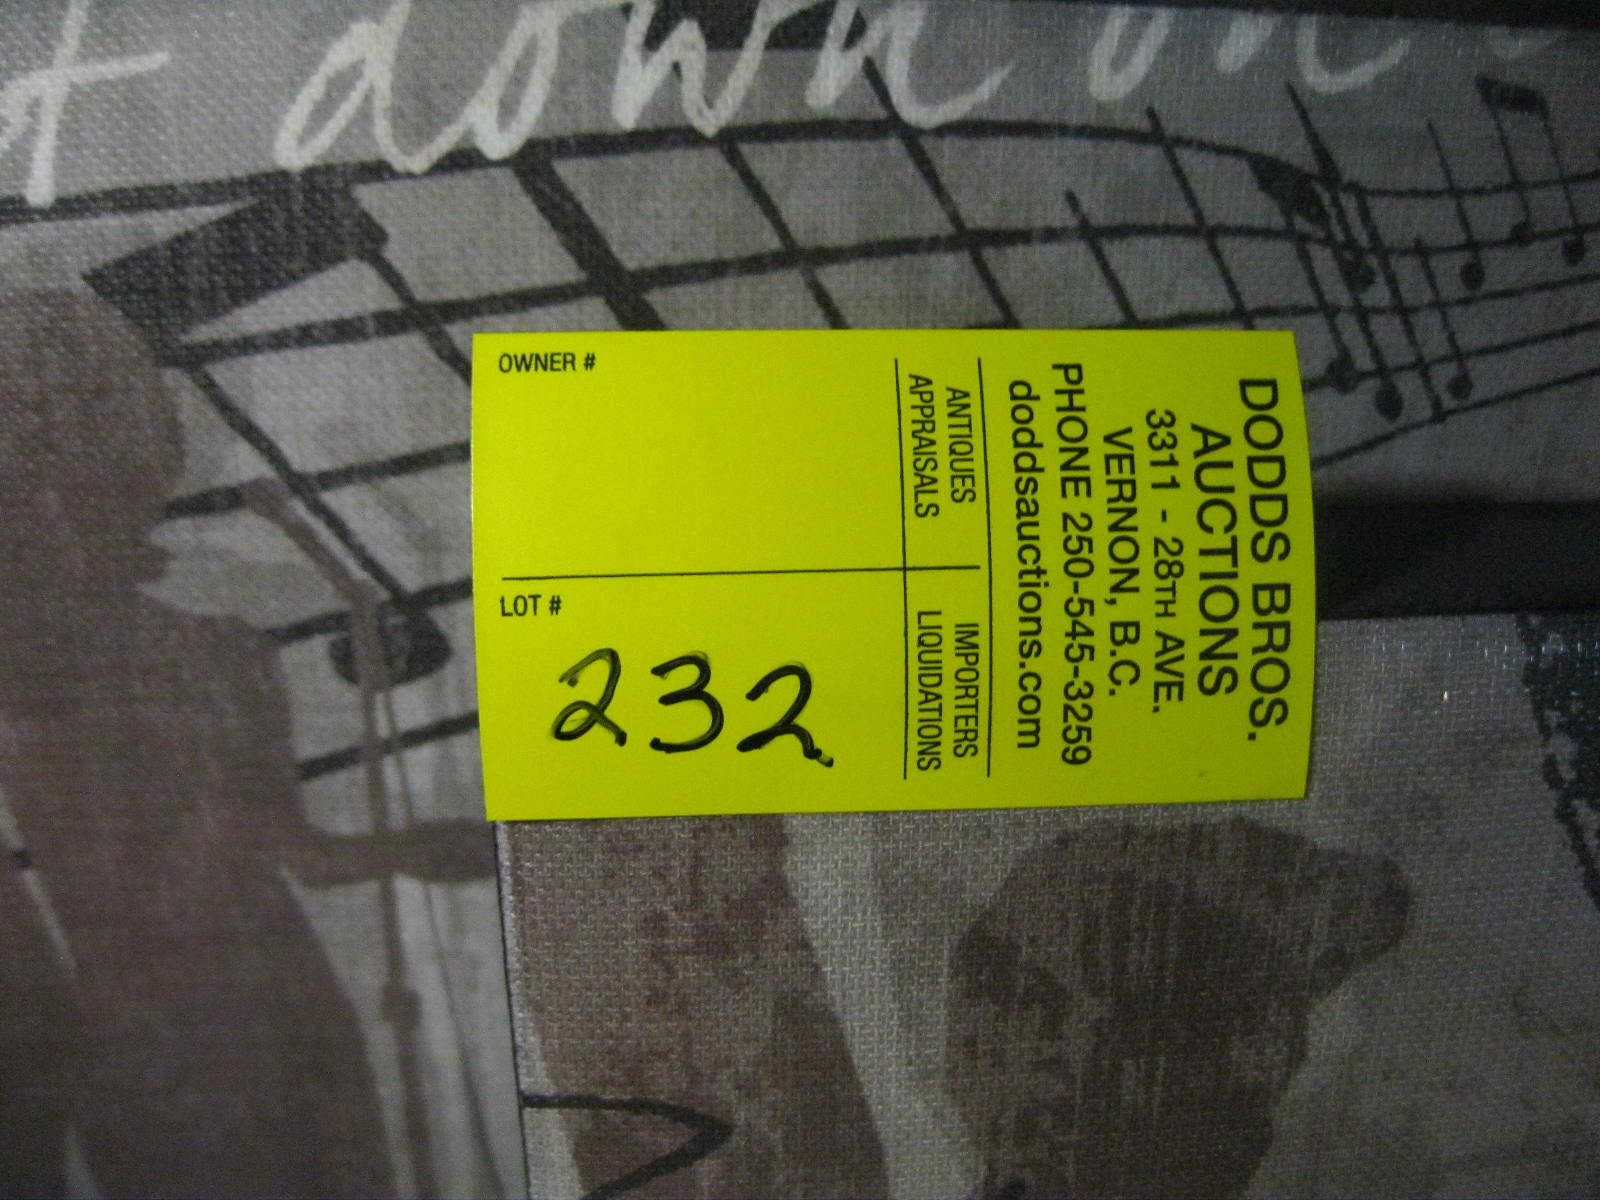 down on
DODDS BROS.
AUCTIONS
3311 - 28TH AVE.
VERNON, B.C.
PHONE 250-545-3259
doddsauctions.com
ANTIQUES
APPRAISALS
IMPORTERS
LIQUIDATIONS
OWNER #
LOT #
232